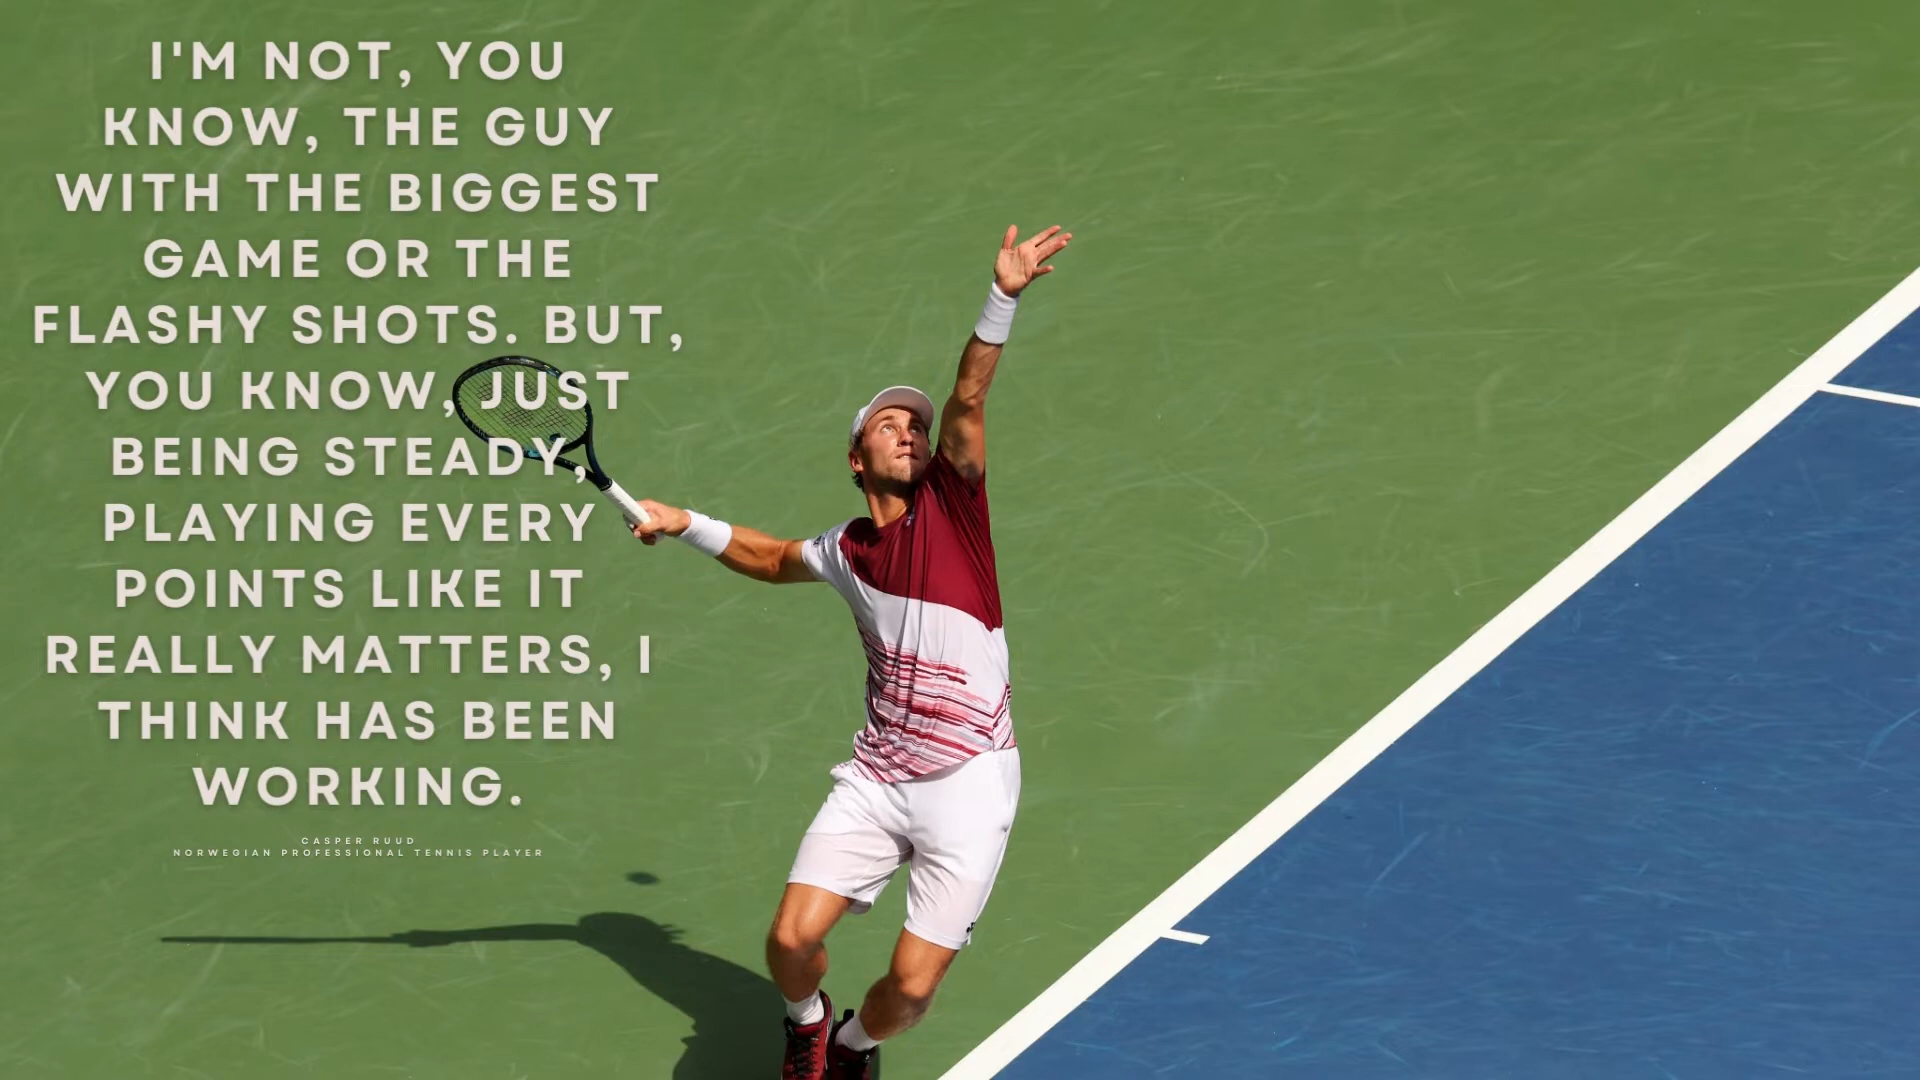 I'M NOT, YOU
KNOW, THE GUY
WITH THE BIGGEST
GAME OR THE
FLASHY SHOTS. BUT,
YOU KNOW, JUST
BEING STEADY,
PLAYING EVERY
POINTS LIKE IT
REALLY MATTERS, I
THINK HAS BEEN
WORKING.
CASPER RUUD
NORWEGIAN PROFESSIONAL TENNIS PLAYER